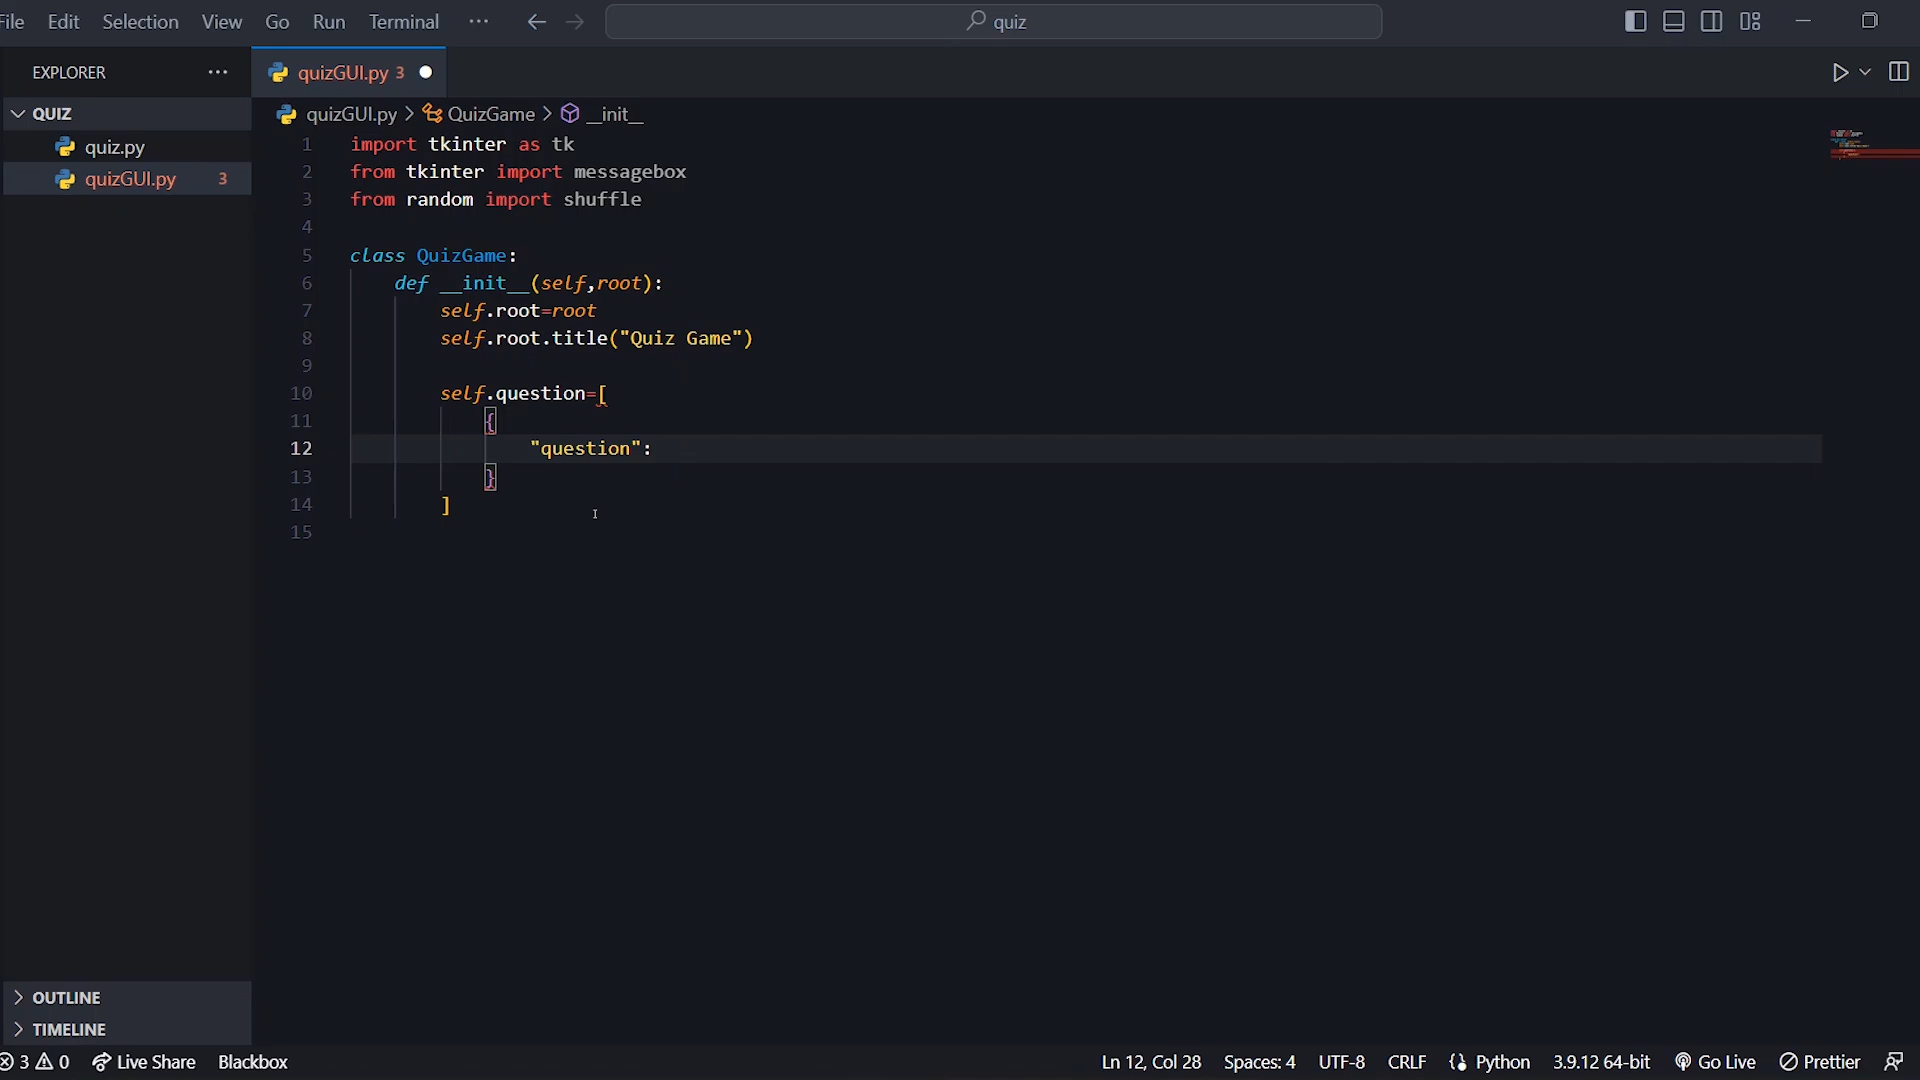 File Edit Selection View Go Run Terminal ··· quiz
EXPLORER ···
QUIZ
quiz.py
quizGUI.py 3
OUTLINE
TIMELINE
quizGUI.py 3
quizGUI.py > QuizGame > __init__
1 import tkinter as tk
2 from tkinter import messagebox
3 from random import shuffle
4
5 class QuizGame:
6 def __init__(self,root):
7 self.root=root
8 self.root.title("Quiz Game")
9
10 self.question=[
11 {
12 "question":
13 }
14 ]
15
3 0 Live Share Blackbox Ln 12, Col 28 Spaces: 4 UTF-8 CRLF Python 3.9.12 64-bit Go Live Prettier